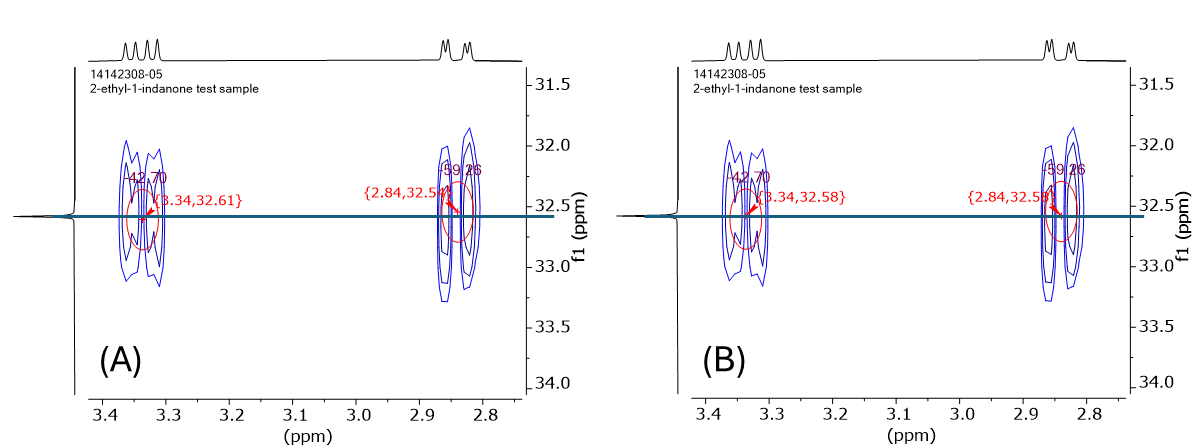 14142308-05
2-ethyl-1-indanone test sample
-42.70
{3.34,32.61}
-59.26
{2.84,32.54}
31.5
32.0
32.5
33.0
33.5
34.0
f1 (ppm)
(A)
3.4 3.3 3.2 3.1 3.0 2.9 2.8
(ppm)
14142308-05
2-ethyl-1-indanone test sample
-42.70
{3.34,32.58}
-59.26
{2.84,32.58}
31.5
32.0
32.5
33.0
33.5
34.0
f1 (ppm)
(B)
3.4 3.3 3.2 3.1 3.0 2.9 2.8
(ppm)